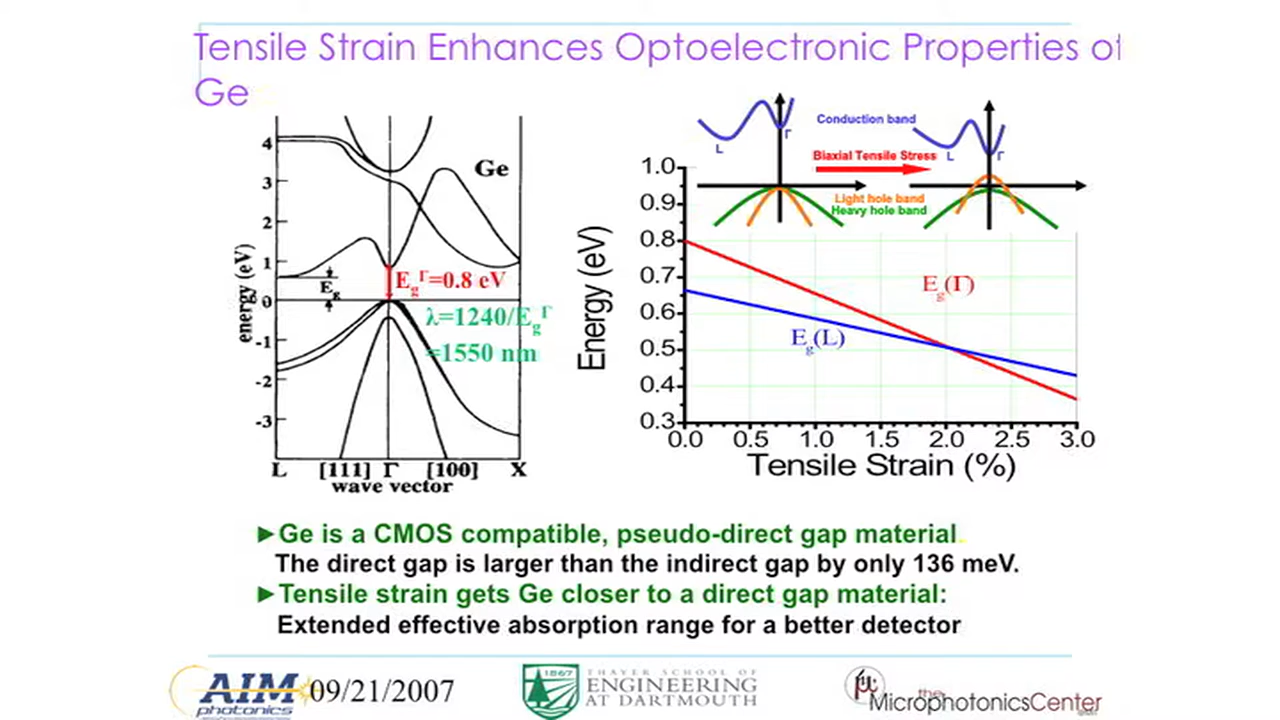 Tensile Strain Enhances Optoelectronic Properties of
Ge
4
3
2
1
0
-1
-2
-3
energy (eV)
Ge
Eg
EgΓ=0.8 eV
λ=1240/EgΓ
=1550 nm
L [111] Γ [100] X
wave vector
Conduction band
L
Γ
Biaxial Tensile Stress
L
Γ
Light hole band
Heavy hole band
1.0
0.9
0.8
0.7
0.6
0.5
0.4
0.3
Energy (eV)
Eg(Γ)
Eg(L)
0.0 0.5 1.0 1.5 2.0 2.5 3.0
Tensile Strain (%)
►Ge is a CMOS compatible, pseudo-direct gap material.
The direct gap is larger than the indirect gap by only 136 meV.
►Tensile strain gets Ge closer to a direct gap material:
Extended effective absorption range for a better detector
AIM
photonics
09/21/2007
1867
THAYER SCHOOL OF
ENGINEERING
AT DARTMOUTH
μ
the
MicrophotonicsCenter